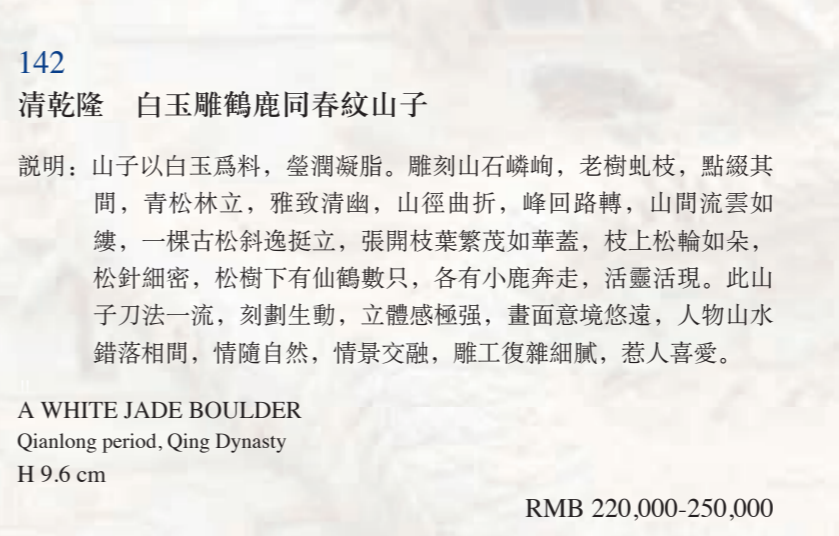 142
清乾隆　白玉雕鶴鹿同春紋山子
説明：山子以白玉爲料，瑩潤凝脂。雕刻山石嶙峋，老樹虬枝，點綴其
間，青松林立，雅致清幽，山徑曲折，峰回路轉，山間流雲如
縷，一棵古松斜逸挺立，張開枝葉繁茂如華蓋，枝上松輪如朵，
松針細密，松樹下有仙鶴數只，各有小鹿奔走，活靈活現。此山
子刀法一流，刻劃生動，立體感極强，畫面意境悠遠，人物山水
錯落相間，情隨自然，情景交融，雕工復雜細膩，惹人喜愛。
A WHITE JADE BOULDER
Qianlong period, Qing Dynasty
H 9.6 cm
RMB 220,000-250,000